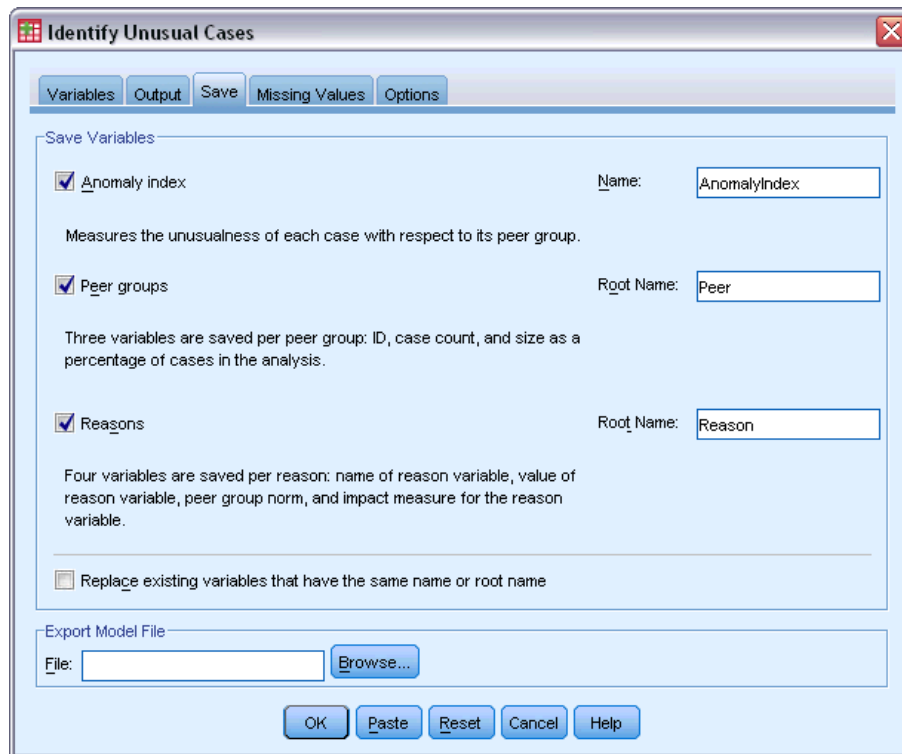 Identify Unusual Cases
Variables Output Save Missing Values Options
Save Variables
Anomaly index Name: AnomalyIndex
Measures the unusualness of each case with respect to its peer group.
Peer groups Root Name: Peer
Three variables are saved per peer group: ID, case count, and size as a
percentage of cases in the analysis.
Reasons Root Name: Reason
Four variables are saved per reason: name of reason variable, value of
reason variable, peer group norm, and impact measure for the reason
variable.
Replace existing variables that have the same name or root name
Export Model File
File: Browse...
OK Paste Reset Cancel Help